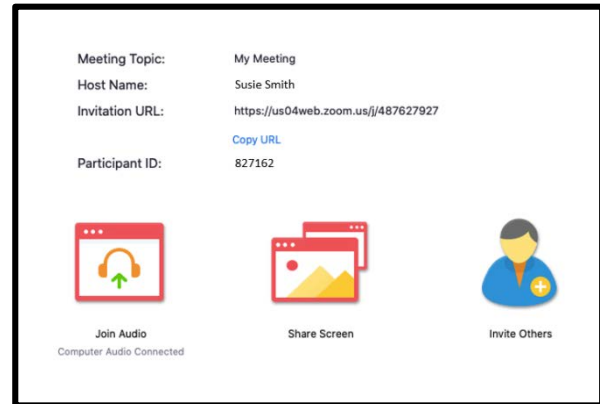 Meeting Topic: My Meeting
Host Name: Susie Smith
Invitation URL: https://us04web.zoom.us/j/487627927
Copy URL
Participant ID: 827162
Join Audio Share Screen Invite Others
Computer Audio Connected